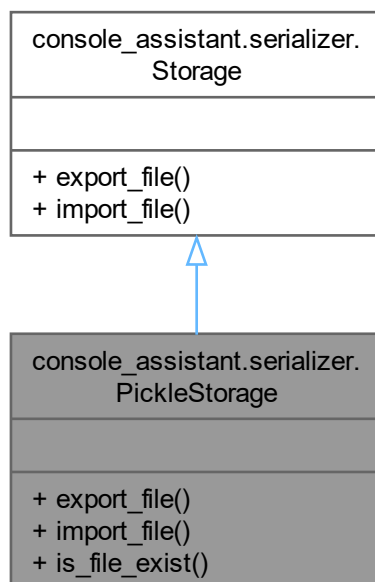 console_assistant.serializer.
Storage
+ export_file()
+ import_file()
console_assistant.serializer.
PickleStorage
+ export_file()
+ import_file()
+ is_file_exist()